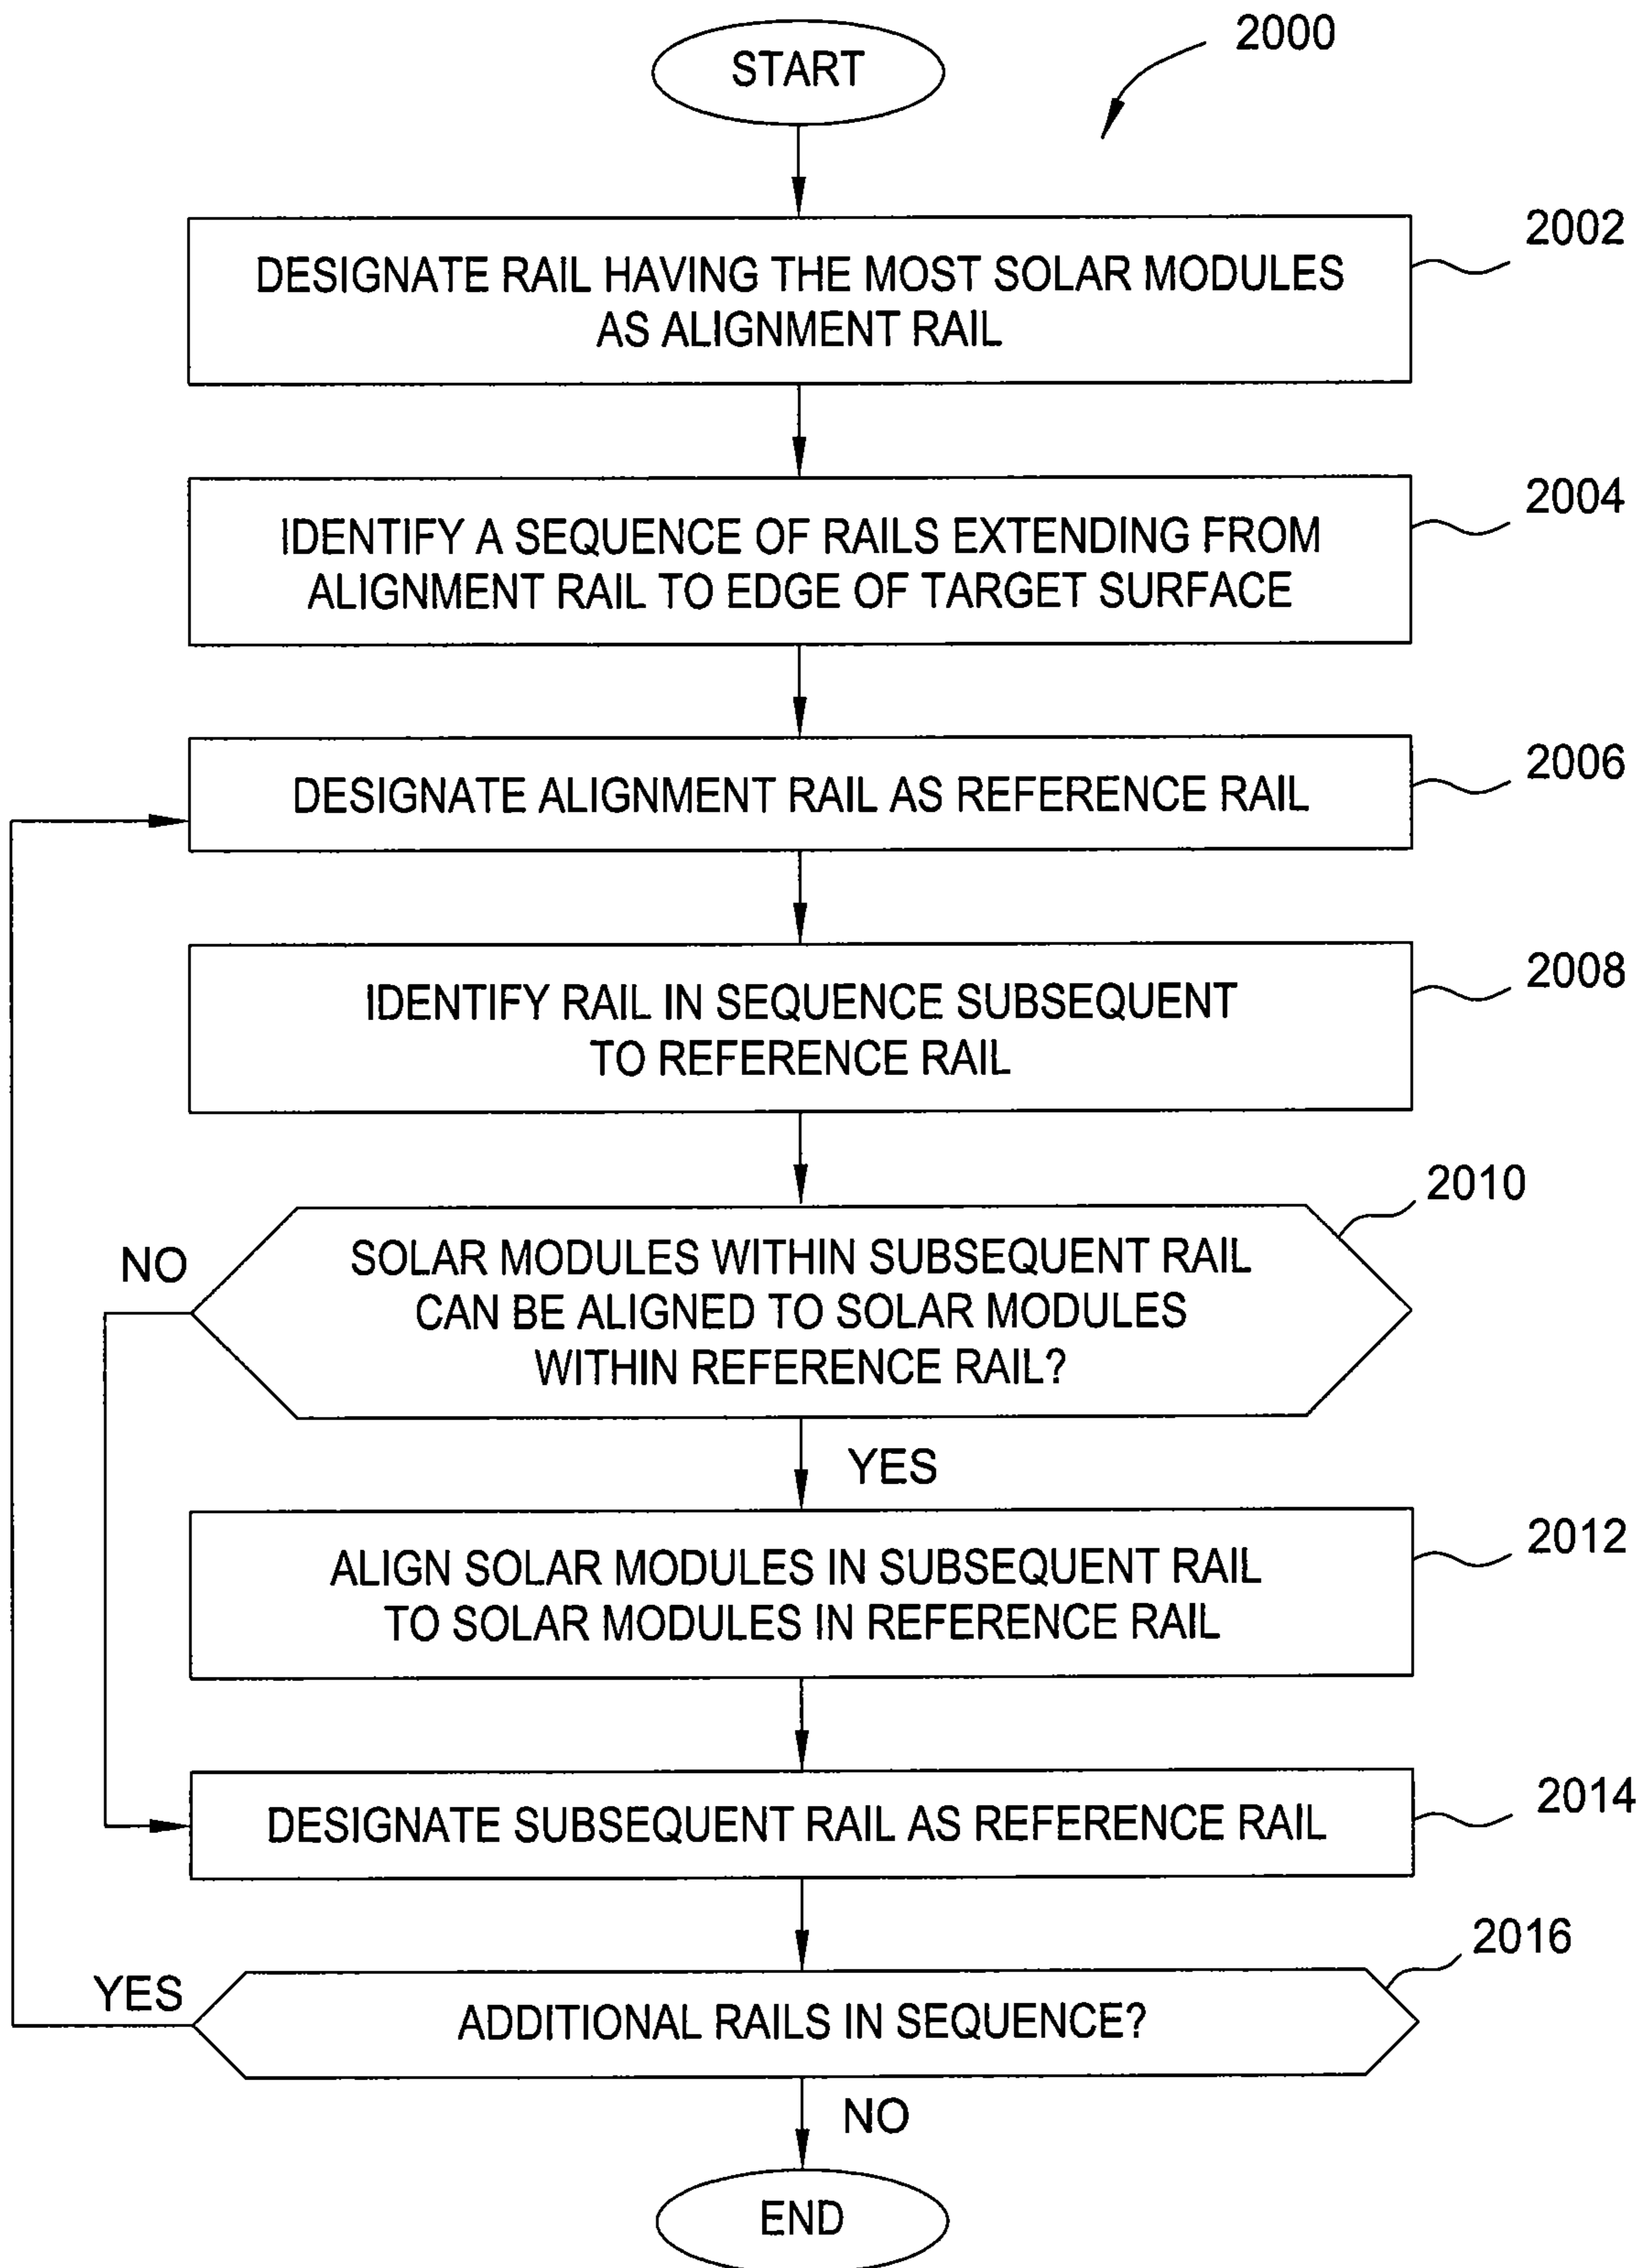 START
2000
2002
DESIGNATE RAIL HAVING THE MOST SOLAR MODULES
AS ALIGNMENT RAIL
2004
IDENTIFY A SEQUENCE OF RAILS EXTENDING FROM
ALIGNMENT RAIL TO EDGE OF TARGET SURFACE
2006
DESIGNATE ALIGNMENT RAIL AS REFERENCE RAIL
2008
IDENTIFY RAIL IN SEQUENCE SUBSEQUENT
TO REFERENCE RAIL
2010
NO
SOLAR MODULES WITHIN SUBSEQUENT RAIL
CAN BE ALIGNED TO SOLAR MODULES
WITHIN REFERENCE RAIL?
YES
2012
ALIGN SOLAR MODULES IN SUBSEQUENT RAIL
TO SOLAR MODULES IN REFERENCE RAIL
2014
DESIGNATE SUBSEQUENT RAIL AS REFERENCE RAIL
2016
YES
ADDITIONAL RAILS IN SEQUENCE?
NO
END